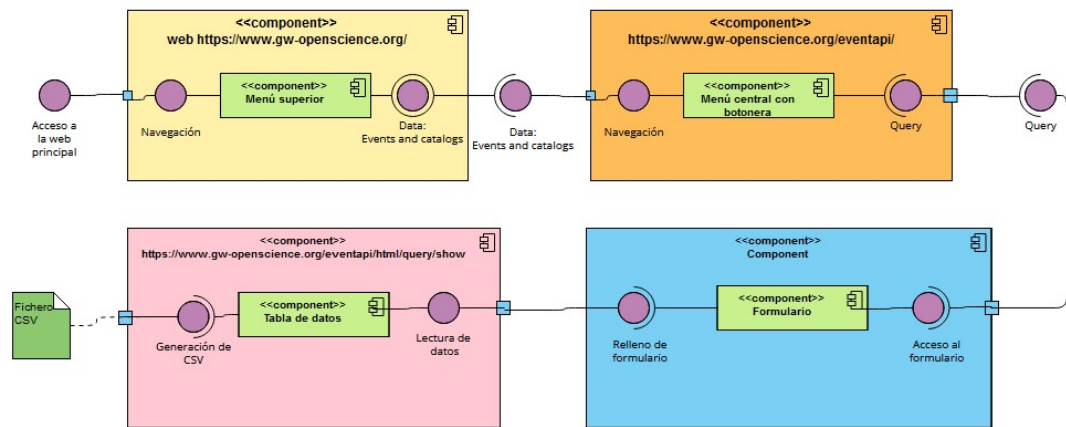 <<component>>
web https://www.gw-openscience.org/
<<component>>
Menú superior
Acceso a
la web
principal
Navegación
Data:
Events and catalogs
Data:
Events and catalogs
<<component>>
https://www.gw-openscience.org/eventapi/
<<component>>
Menú central con
botonera
Navegación
Query
Query
<<component>>
https://www.gw-openscience.org/eventapi/html/query/show
Fichero
CSV
<<component>>
Tabla de datos
Generación de
CSV
Lectura de
datos
<<component>>
Component
<<component>>
Formulario
Relleno de
formulario
Acceso al
formulario